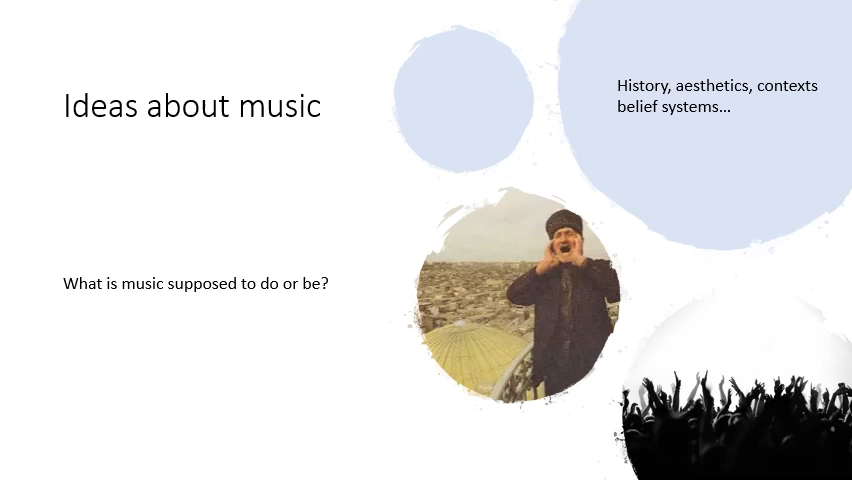 Ideas about music
History, aesthetics, contexts
belief systems…
What is music supposed to do or be?